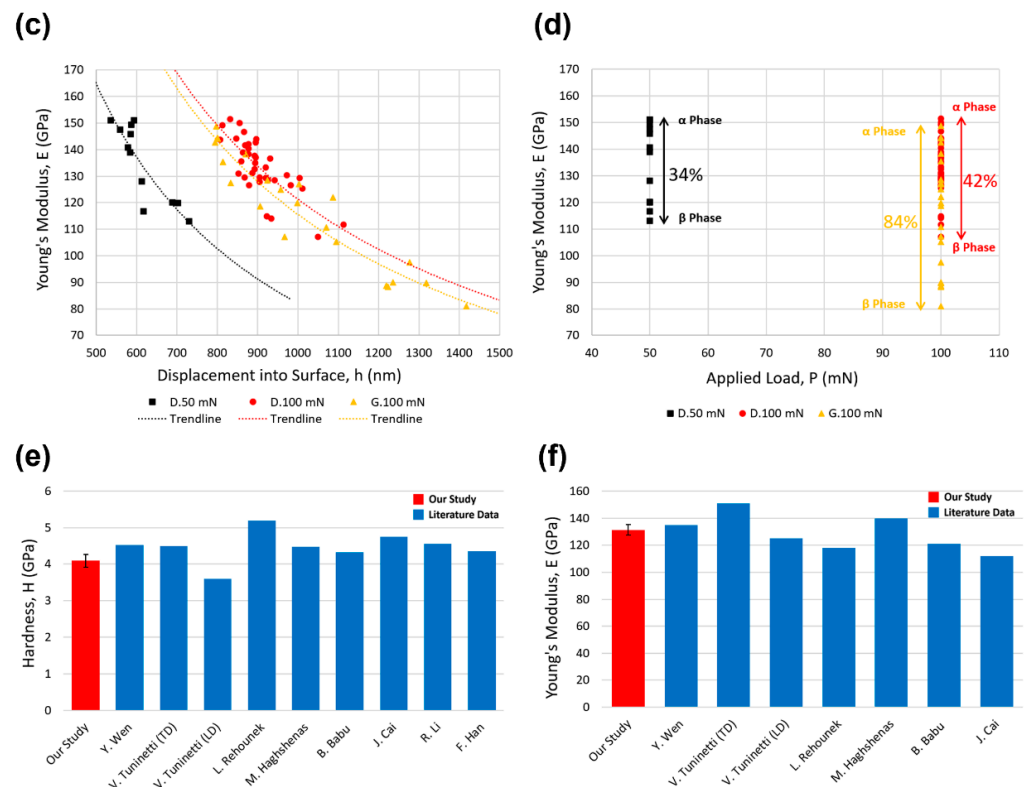 (c)
Young's Modulus, E (GPa)
170
160
150
140
130
120
110
100
90
80
70
500 600 700 800 900 1000 1100 1200 1300 1400 1500
Displacement into Surface, h (nm)
D.50 mN D.100 mN G.100 mN
Trendline Trendline Trendline
(d)
Young's Modulus, E (GPa)
170
160
150
140
130
120
110
100
90
80
70
α Phase
34%
β Phase
α Phase
84%
β Phase
α Phase
42%
β Phase
40 50 60 70 80 90 100 110
Applied Load, P (mN)
D.50 mN D.100 mN G.100 mN
(e)
Hardness, H (GPa)
6
5
4
3
2
1
0
Our Study
Literature Data
Our Study
Y. Wen
V. Tuninetti (TD)
V. Tuninetti (LD)
L. Rehounek
M. Haghshenas
B. Babu
J. Cai
R. Li
F. Han
(f)
Young's Modulus, E (GPa)
160
140
120
100
80
60
40
20
0
Our Study
Literature Data
Our Study
Y. Wen
V. Tuninetti (TD)
V. Tuninetti (LD)
L. Rehounek
M. Haghshenas
B. Babu
J. Cai